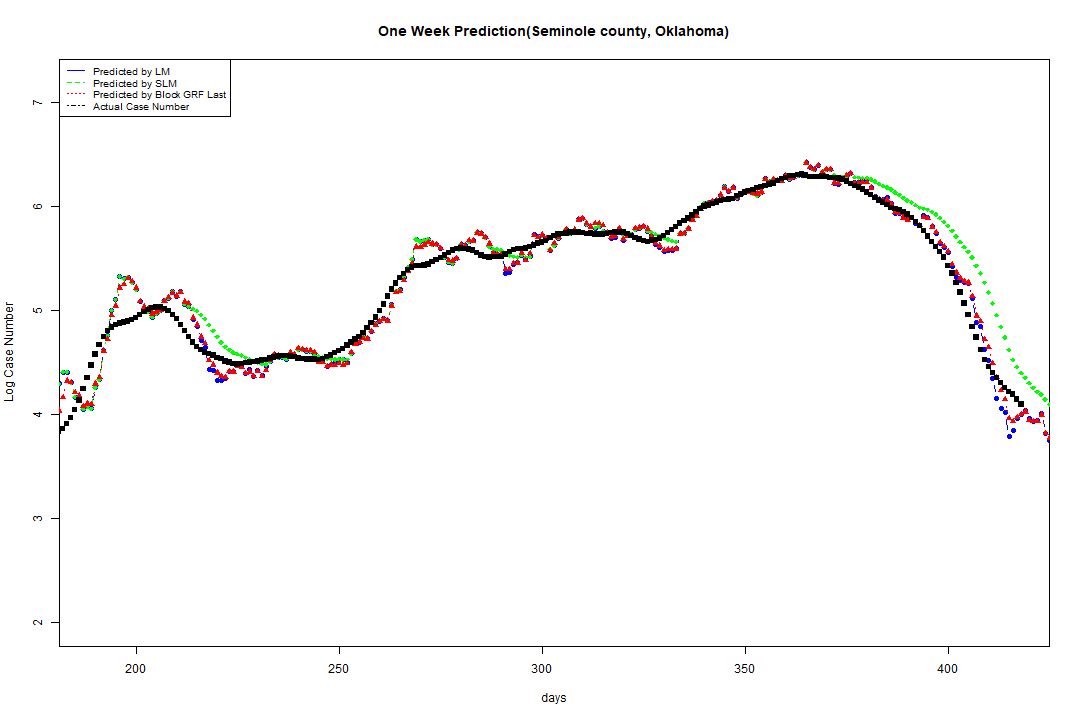 One Week Prediction(Seminole county, Oklahoma)
Predicted by LM
Predicted by SLM
Predicted by Block GRF Last
Actual Case Number
7
6
5
4
3
2
Log Case Number
200 250 300 350 400
days